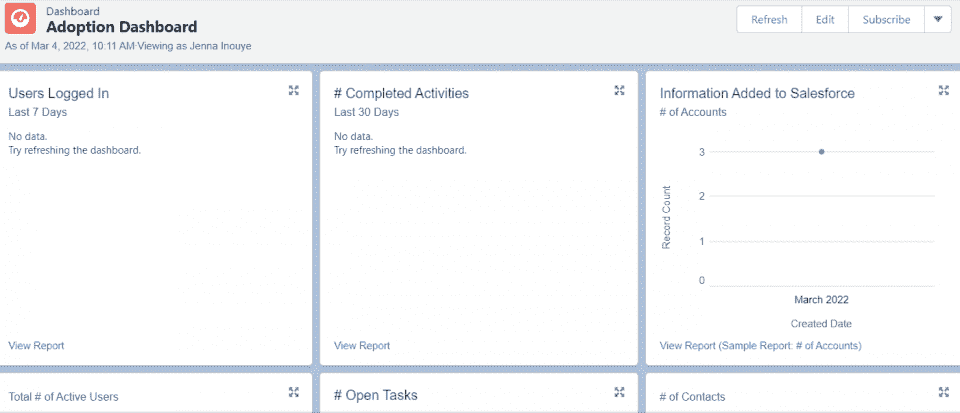 Dashboard
Adoption Dashboard
As of Mar 4, 2022, 10:11 AM·Viewing as Jenna Inouye
Refresh
Edit
Subscribe
Users Logged In
Last 7 Days
No data.
Try refreshing the dashboard.
View Report
# Completed Activities
Last 30 Days
No data.
Try refreshing the dashboard.
View Report
Information Added to Salesforce
# of Accounts
3
2
1
0
Record Count
March 2022
Created Date
View Report (Sample Report: # of Accounts)
Total # of Active Users
# Open Tasks
# of Contacts